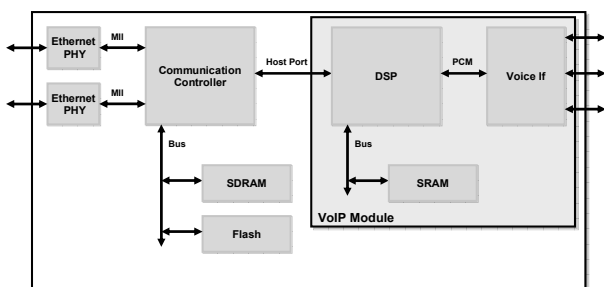 Ethernet
PHY
MII
Communication
Controller
Host Port
DSP
PCM
Voice If
Ethernet
PHY
MII
Bus
Bus
SDRAM
SRAM
Flash
VoIP Module